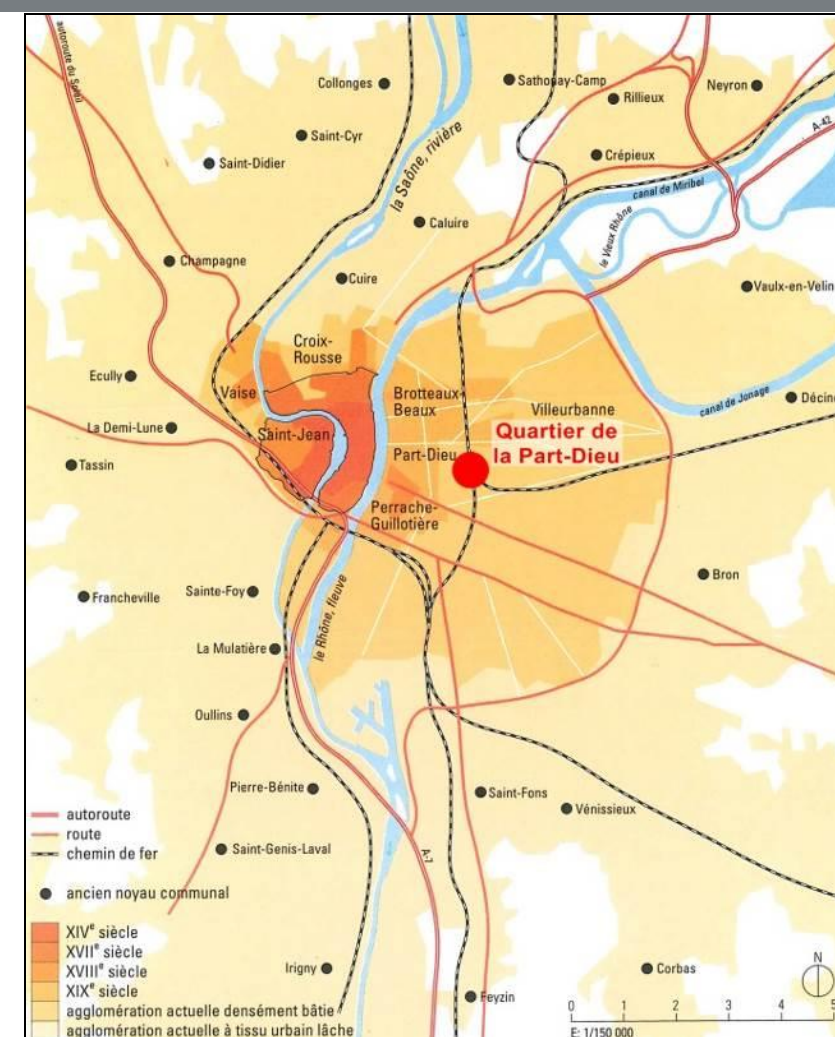 autoroute du Soleil
Collonges
Sathonay-Camp
Rillieux
Neyron
A-42
Saint-Cyr
la Saône, rivière
Saint-Didier
Crépieux
canal de Miribel
le Vieux Rhône
Caluire
Champagne
Cuire
Vaulx-en-Velin
Croix-
Rousse
Ecully
Vaise
Brotteaux-
Beaux
Villeurbanne
canal de Jonage
Décine
La Demi-Lune
Saint-Jean
Quartier de
la Part-Dieu
Part-Dieu
Tassin
Perrache-
Guillotière
Bron
Francheville
Sainte-Foy
le Rhône, fleuve
La Mulatière
Oullins
Pierre-Bénite
Saint-Fons
Vénissieux
autoroute
route
chemin de fer
Saint-Genis-Laval
A-7
ancien noyau communal
XIVe siècle
XVIIe siècle
XVIIIe siècle
XIXe siècle
agglomération actuelle densément bâtie
agglomération actuelle à tissu urbain lâche
Irigny
Feyzin
Corbas
N
0 1 2 3 4 5
E: 1/150 000